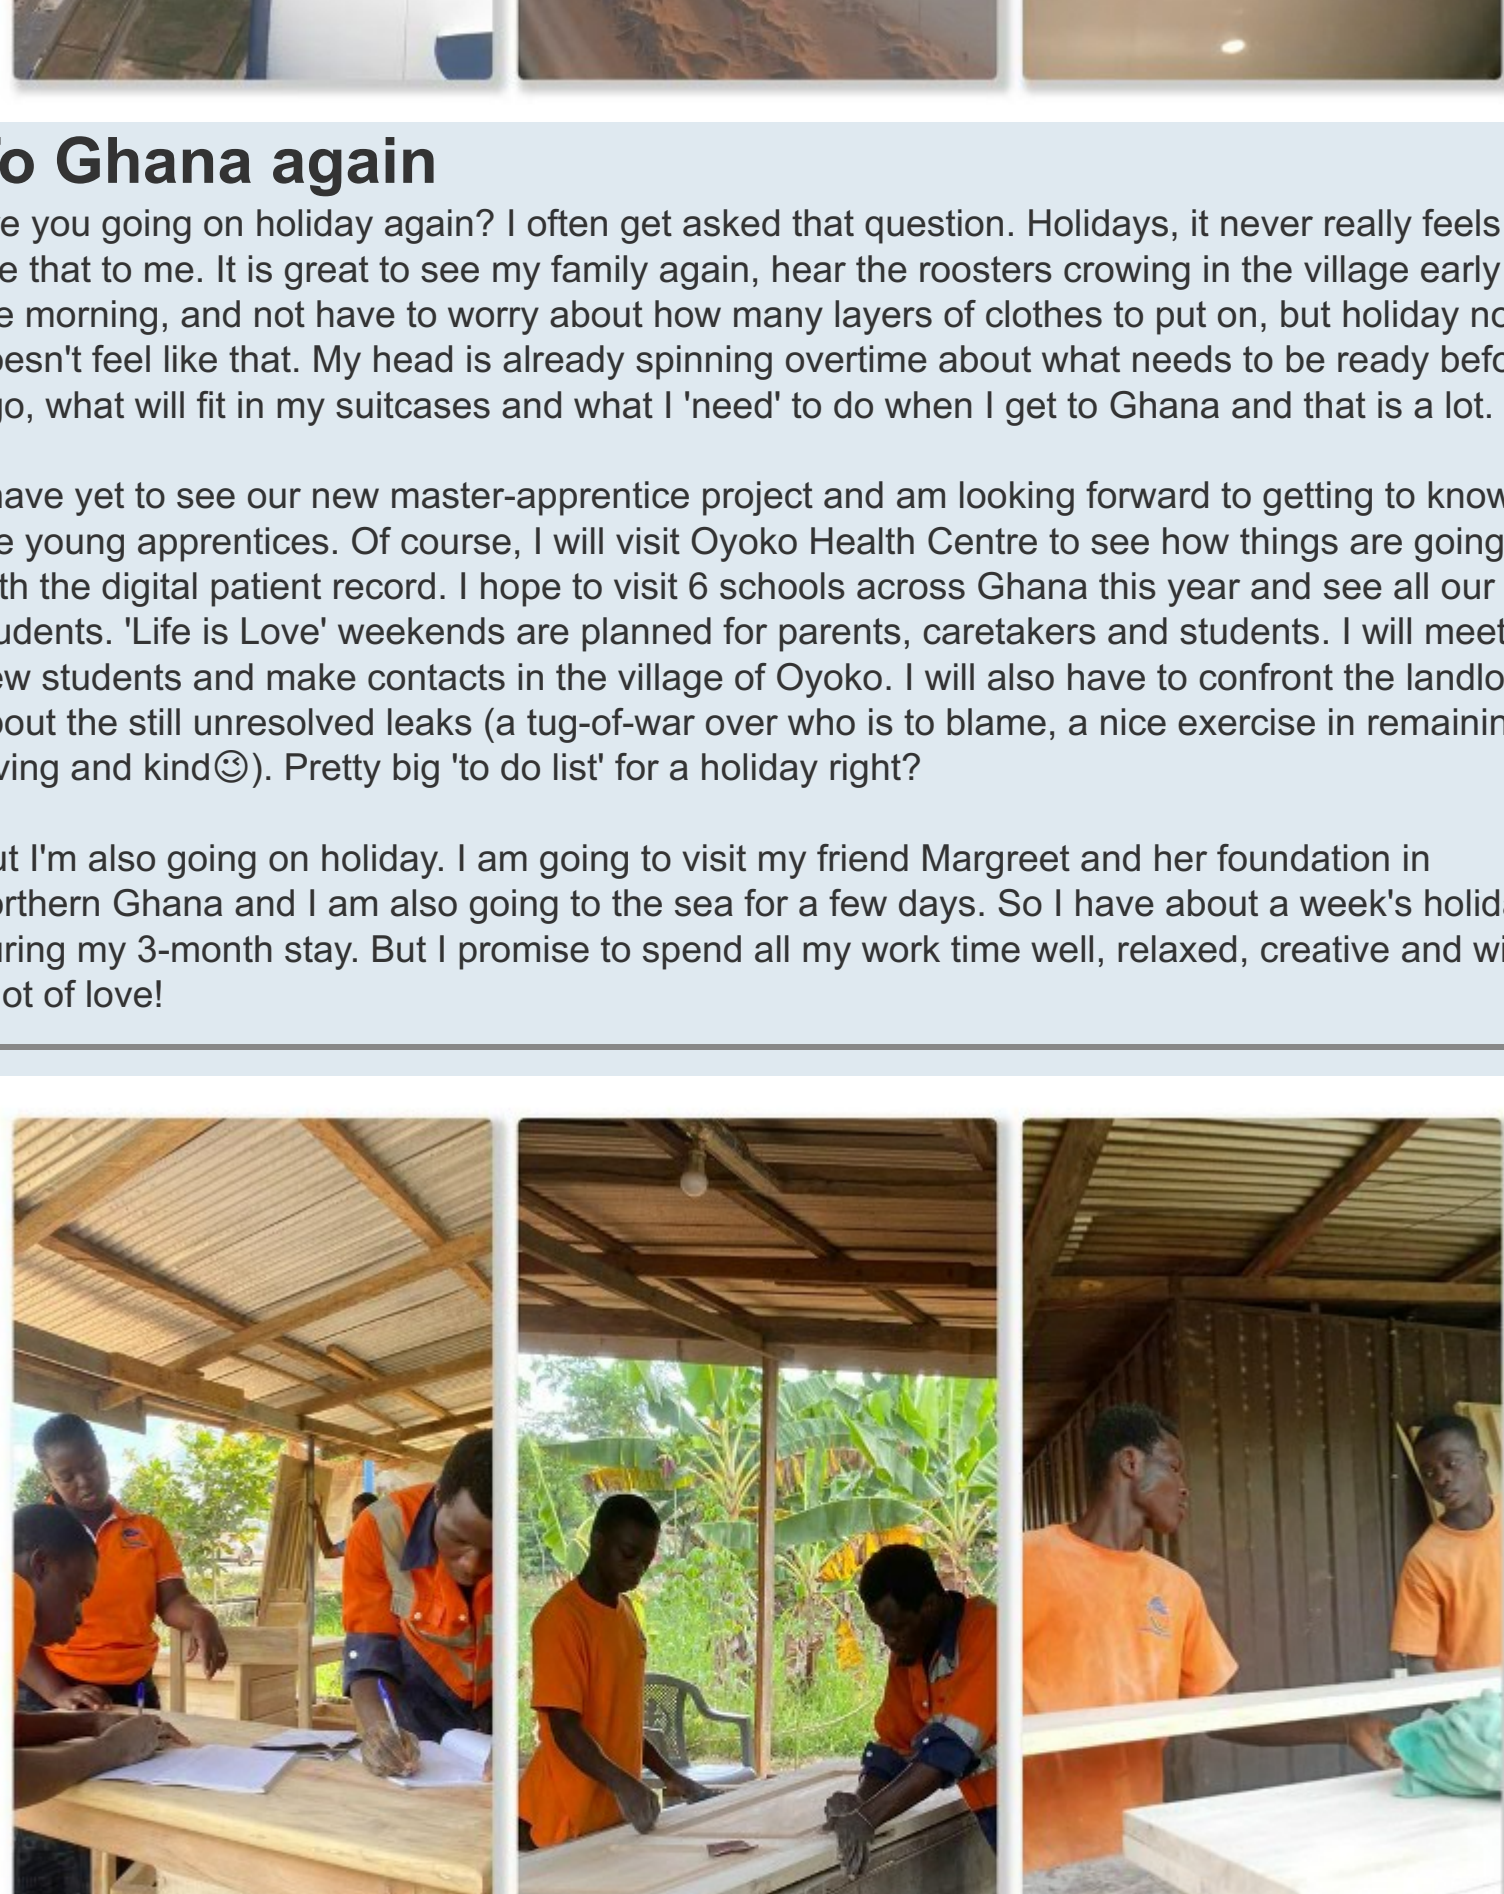 o Ghana again
e you going on holiday again? I often get asked that question. Holidays, it never really feels
e that to me. It is great to see my family again, hear the roosters crowing in the village early
e morning, and not have to worry about how many layers of clothes to put on, but holiday no
esn't feel like that. My head is already spinning overtime about what needs to be ready befo
go, what will fit in my suitcases and what I 'need' to do when I get to Ghana and that is a lot.
have yet to see our new master-apprentice project and am looking forward to getting to know
e young apprentices. Of course, I will visit Oyoko Health Centre to see how things are going
th the digital patient record. I hope to visit 6 schools across Ghana this year and see all our
udents. 'Life is Love' weekends are planned for parents, caretakers and students. I will meet
ew students and make contacts in the village of Oyoko. I will also have to confront the landlo
out the still unresolved leaks (a tug-of-war over who is to blame, a nice exercise in remainin
ving and kind😉). Pretty big 'to do list' for a holiday right?
ut I'm also going on holiday. I am going to visit my friend Margreet and her foundation in
orthern Ghana and I am also going to the sea for a few days. So I have about a week's holida
uring my 3-month stay. But I promise to spend all my work time well, relaxed, creative and wi
lot of love!